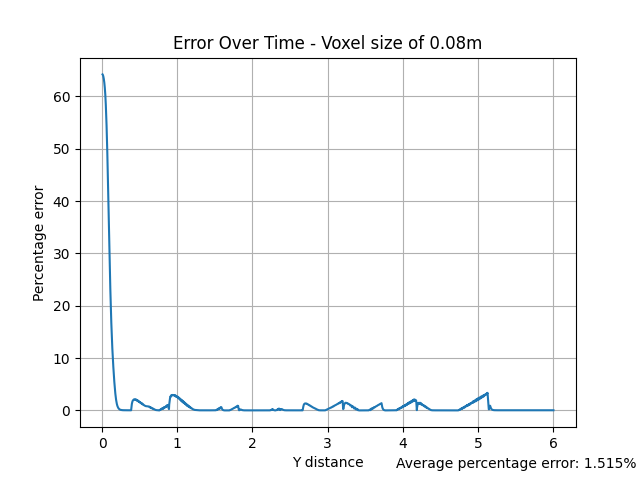 Error Over Time - Voxel size of 0.08m
Percentage error
60
50
40
30
20
10
0
0 1 2 3 4 5 6
Y distance
Average percentage error: 1.515%